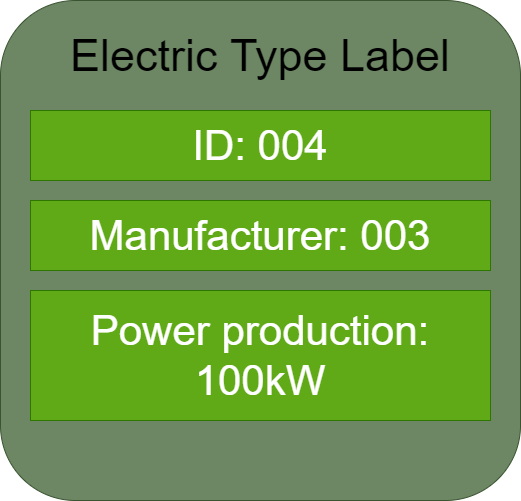 Electric Type Label
ID: 004
Manufacturer: 003
Power production:
100kW